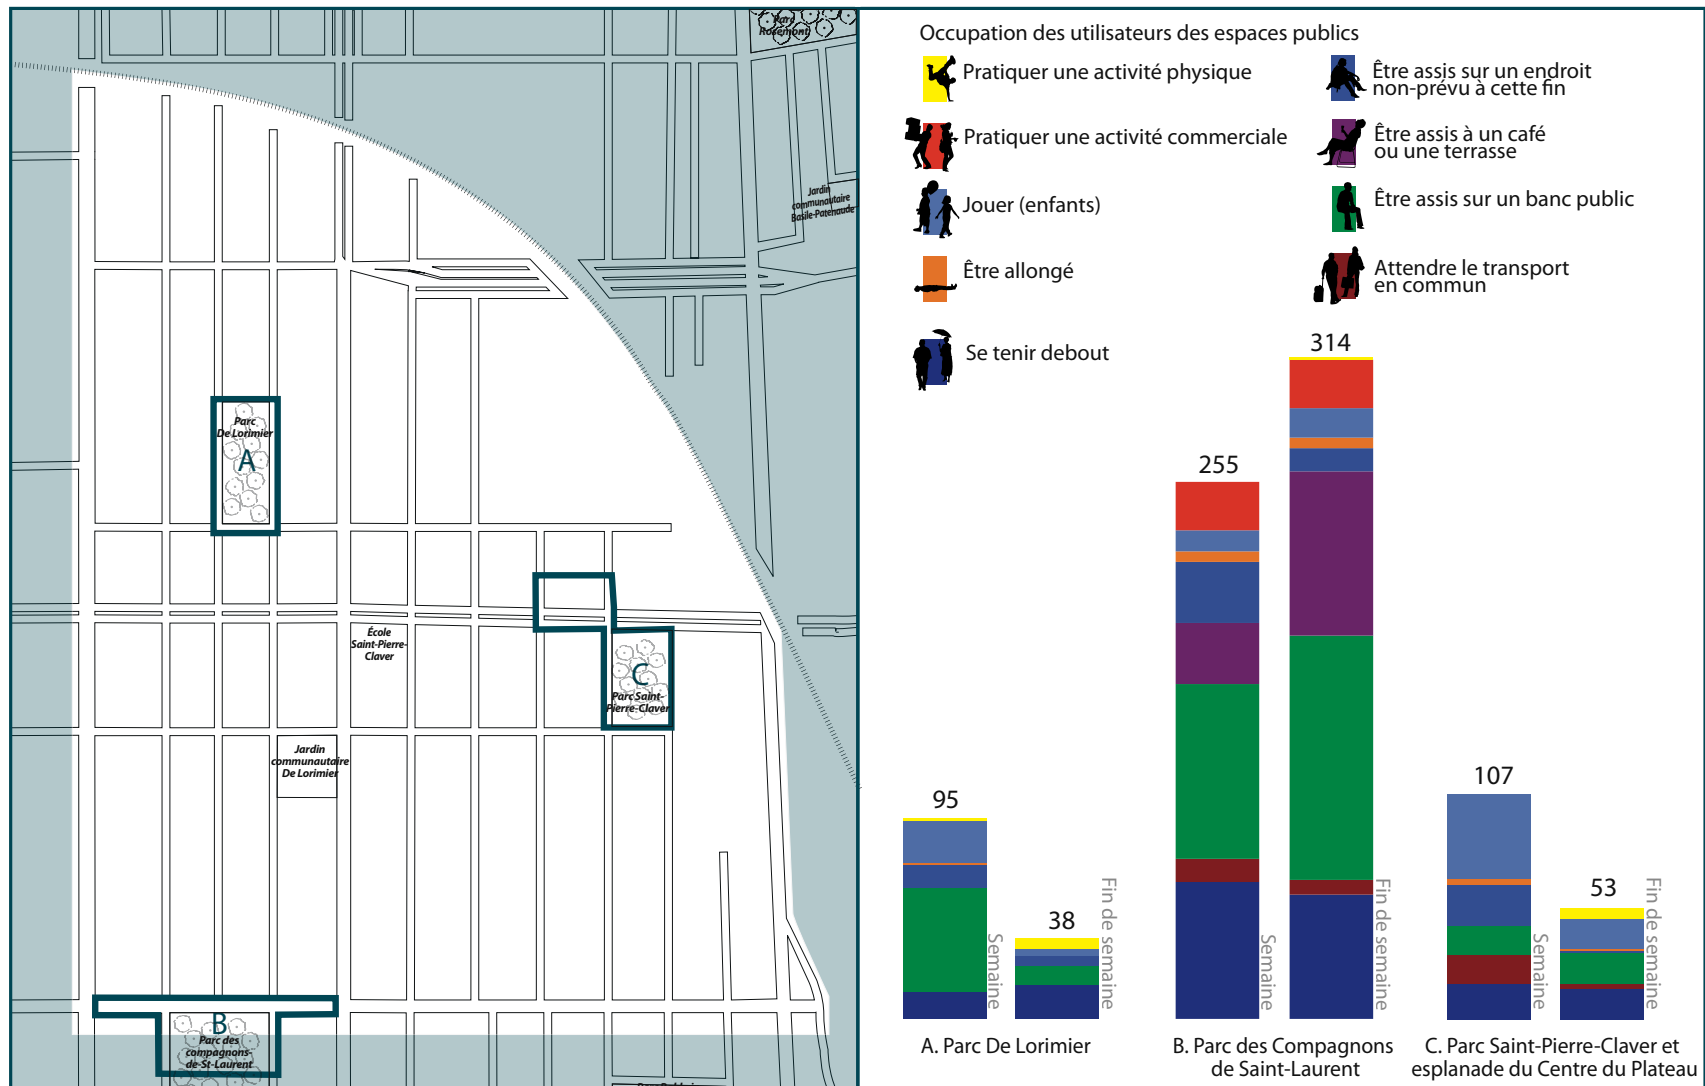 Parc
Rosemont
Jardin
communautaire
Basile-Patenaude
Parc
De Lorimier
A
École
Saint-Pierre-
Claver
C
Parc Saint-
Pierre-Claver
Jardin
communautaire
De Lorimier
B
Parc des
compagnons-
de-St-Laurent
Occupation des utilisateurs des espaces publics
Pratiquer une activité physique
Pratiquer une activité commerciale
Jouer (enfants)
Être allongé
Se tenir debout
Être assis sur un endroit
non-prévu à cette fin
Être assis à un café
ou une terrasse
Être assis sur un banc public
Attendre le transport
en commun
95
Semaine
38
Fin de semaine
A. Parc De Lorimier
255
Semaine
314
Fin de semaine
B. Parc des Compagnons
de Saint-Laurent
107
Semaine
53
Fin de semaine
C. Parc Saint-Pierre-Claver et
esplanade du Centre du Plateau